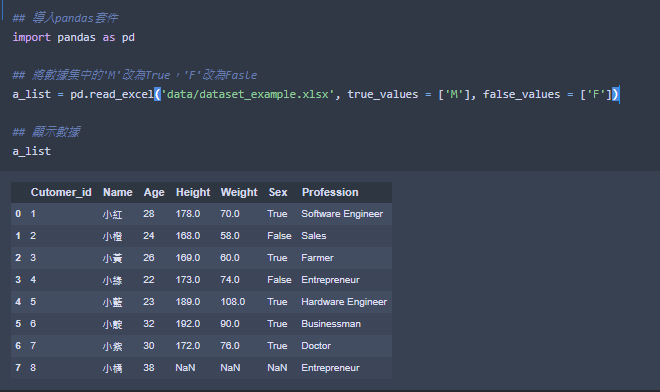 ## 導入pandas套件
import pandas as pd
## 將數據集中的'M'改為True，'F'改為Fasle
a_list = pd.read_excel('data/dataset_example.xlsx', true_values = ['M'], false_values = ['F'])
## 顯示數據
a_list
Cutomer_id Name Age Height Weight Sex Profession
0 1 小紅 28 178.0 70.0 True Software Engineer
1 2 小橙 24 168.0 58.0 False Sales
2 3 小黃 26 169.0 60.0 True Farmer
3 4 小綠 22 173.0 74.0 False Entrepreneur
4 5 小藍 23 189.0 108.0 True Hardware Engineer
5 6 小靛 32 192.0 90.0 True Businessman
6 7 小紫 30 172.0 76.0 True Doctor
7 8 38 NaN NaN NaN Entrepreneur